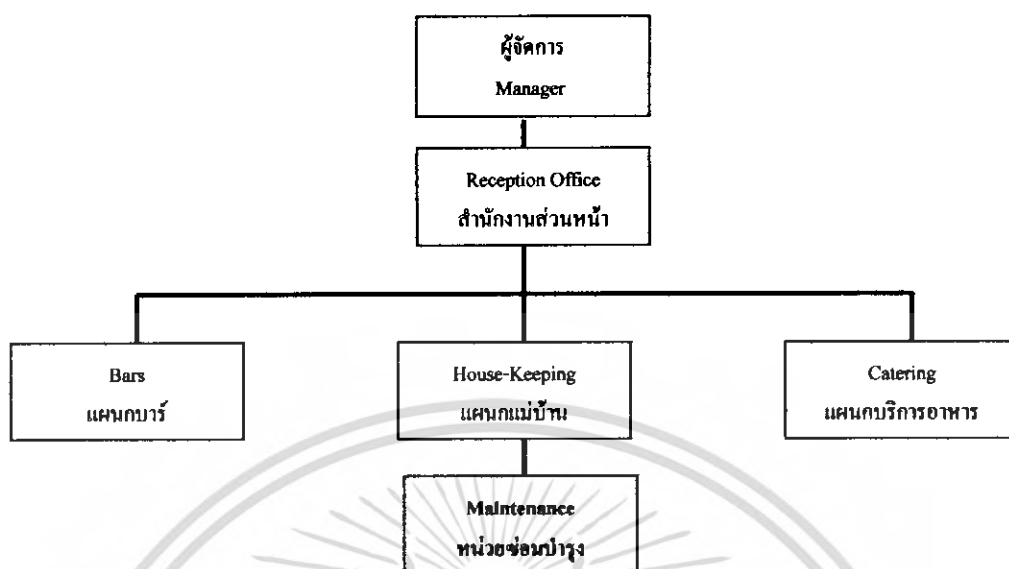 ผู้จัดการ
Manager
Reception Office
สำนักงานส่วนหน้า
Bars
แผนกบาร์
House-Keeping
แผนกแม่บ้าน
Catering
แผนกบริการอาหาร
Maintenance
หน่วยซ่อมบำรุง